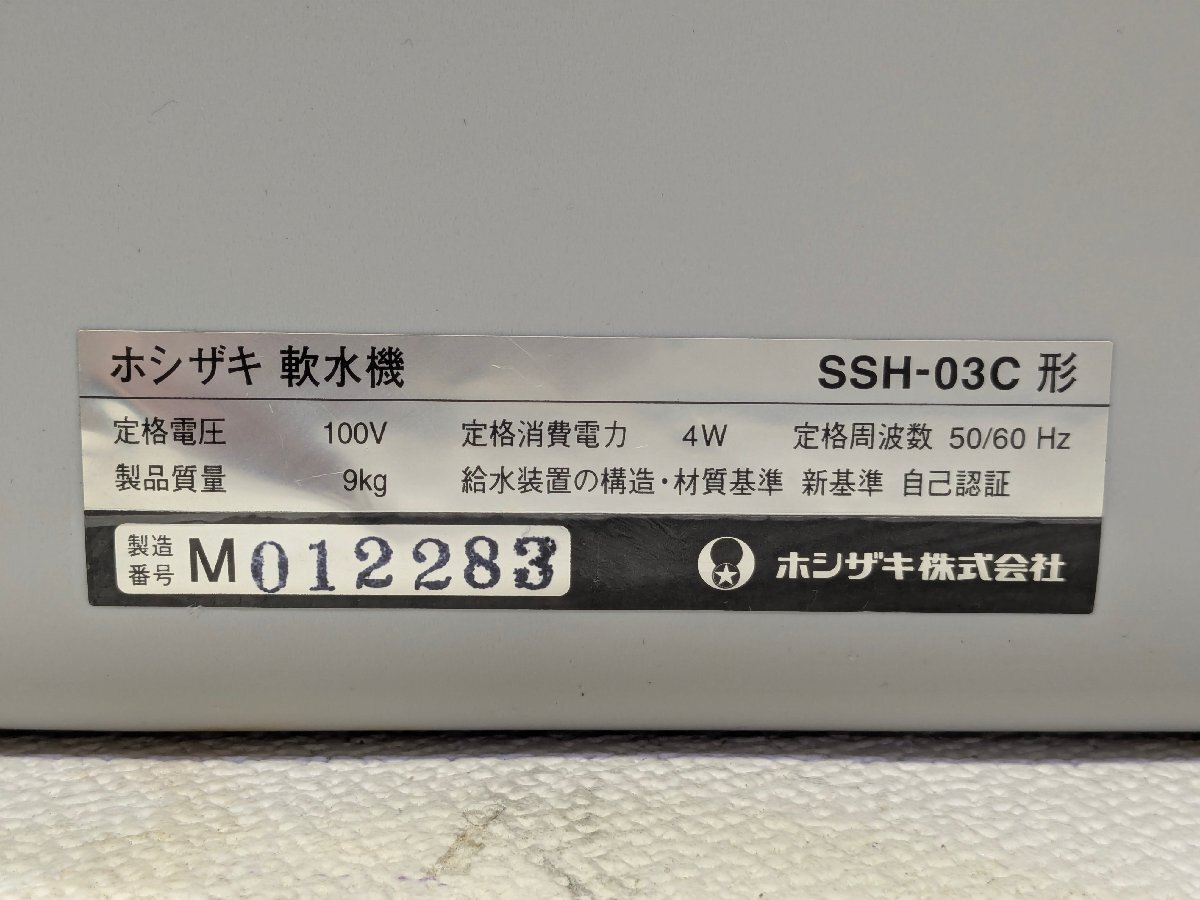 ホシザキ 軟水機 SSH-03C 形
定格電圧 100V 定格消費電力 4W 定格周波数 50/60 Hz
製品質量 9kg 給水装置の構造・材質基準 新基準 自己認証
製造番号 M 012283 ホシザキ株式会社